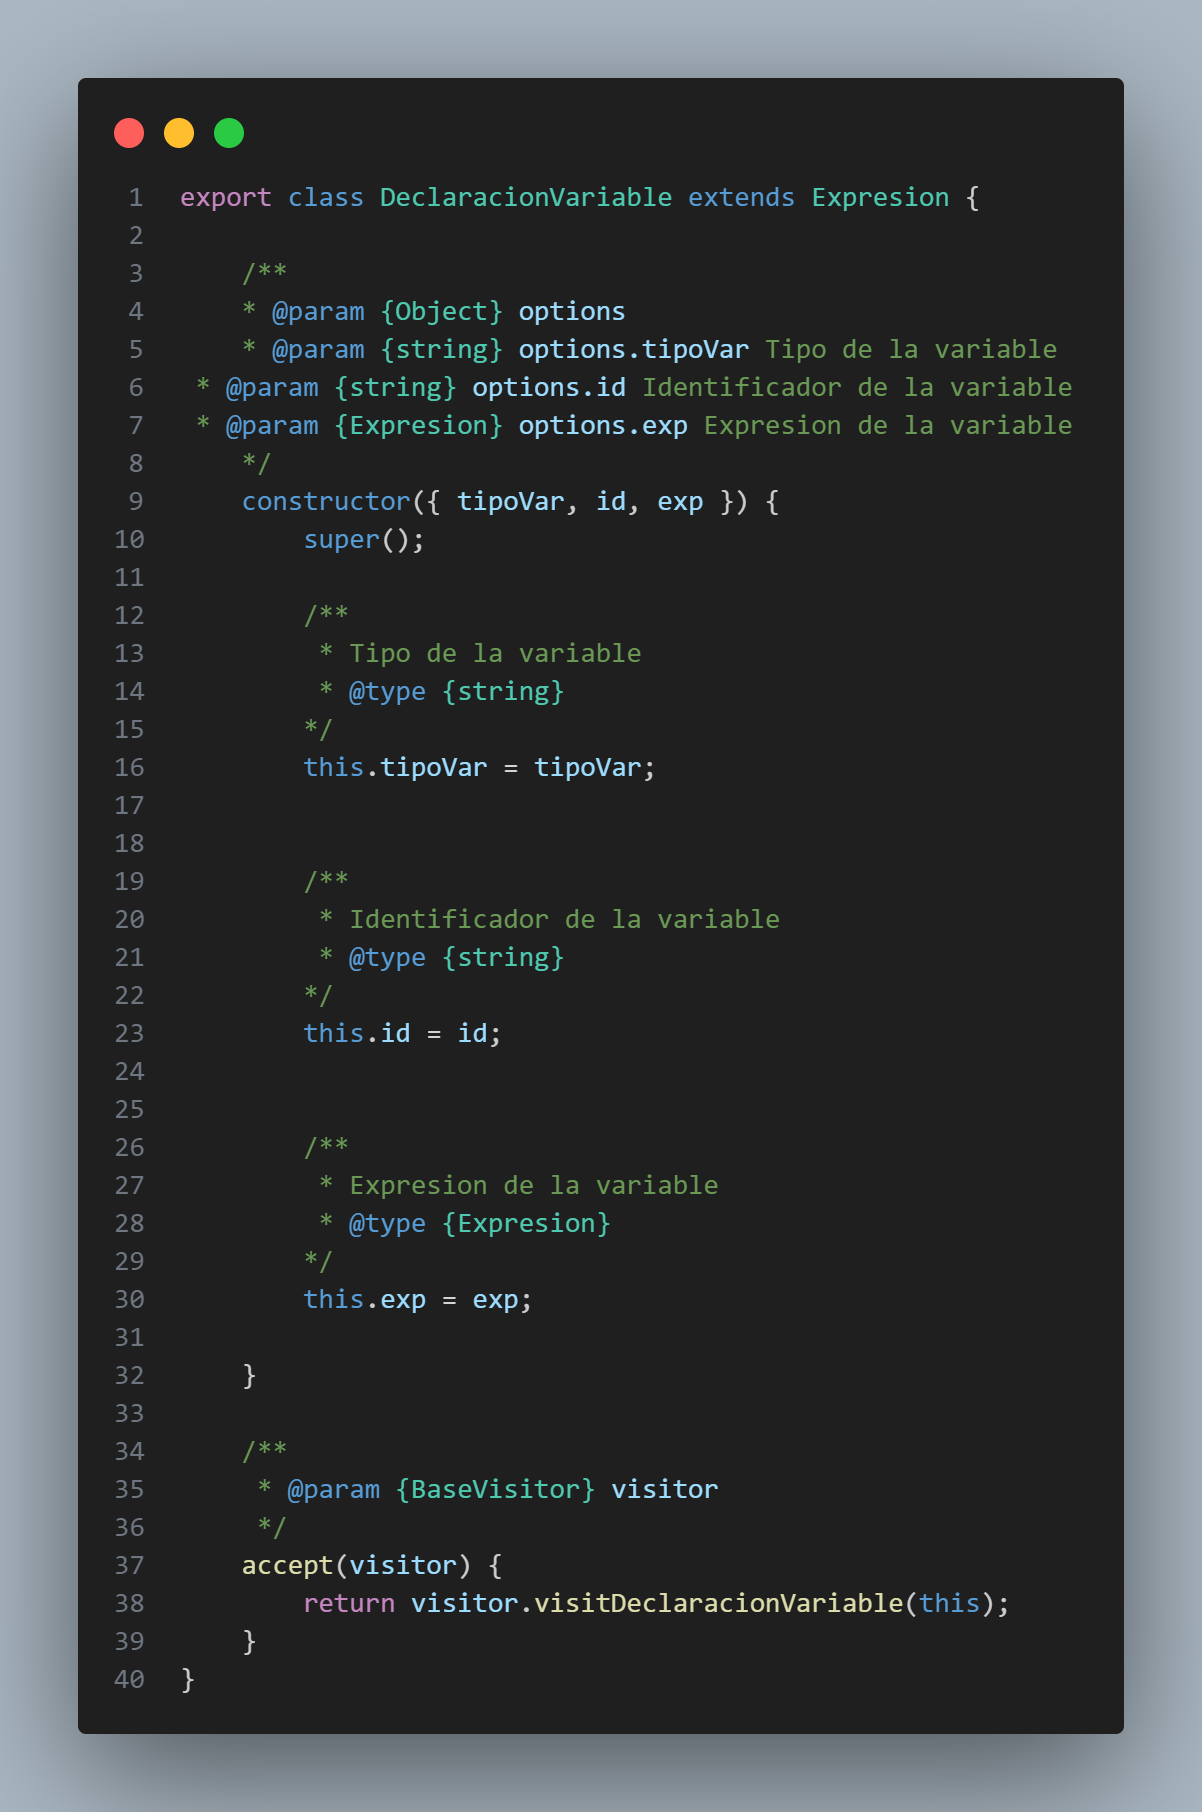 1 export class DeclaracionVariable extends Expresion {
2
3     /**
4     * @param {Object} options
5     * @param {string} options.tipoVar Tipo de la variable
6  * @param {string} options.id Identificador de la variable
7  * @param {Expresion} options.exp Expresion de la variable
8     */
9     constructor({ tipoVar, id, exp }) {
10         super();
11
12         /**
13          * Tipo de la variable
14          * @type {string}
15         */
16         this.tipoVar = tipoVar;
17
18
19         /**
20          * Identificador de la variable
21          * @type {string}
22         */
23         this.id = id;
24
25
26         /**
27          * Expresion de la variable
28          * @type {Expresion}
29         */
30         this.exp = exp;
31
32     }
33
34     /**
35      * @param {BaseVisitor} visitor
36      */
37     accept(visitor) {
38         return visitor.visitDeclaracionVariable(this);
39     }
40 }